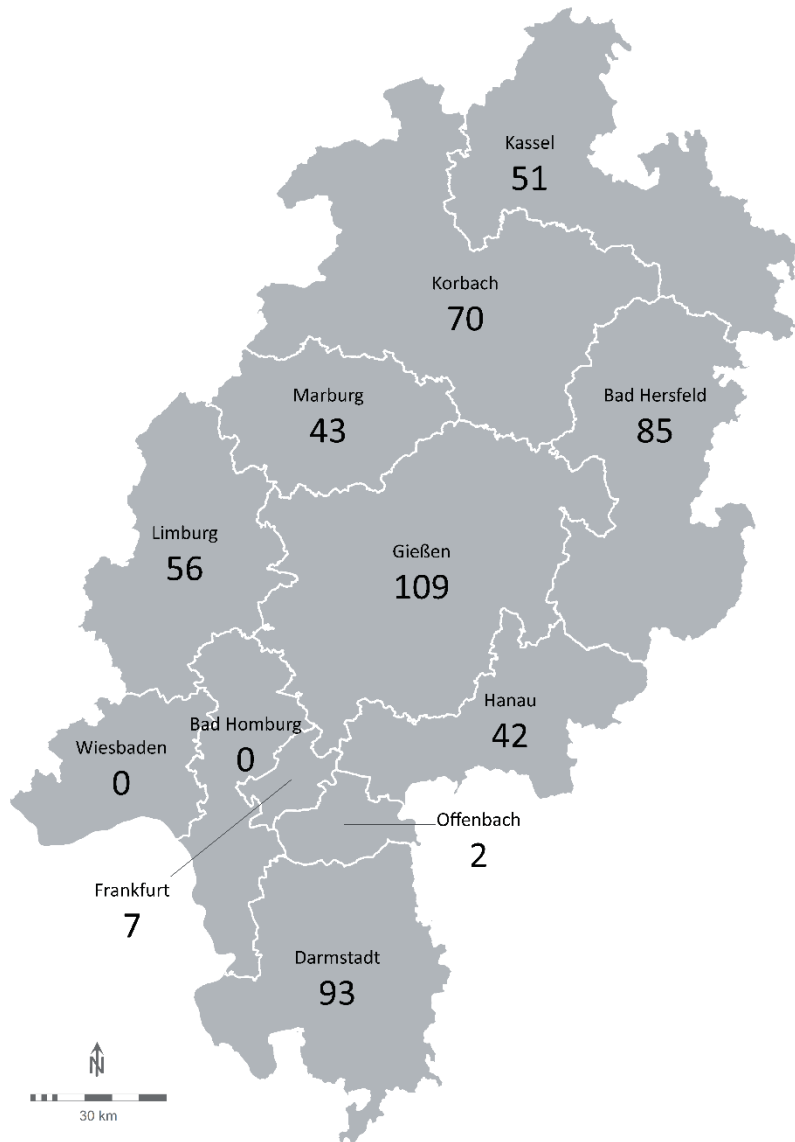 Kassel
51
Korbach
70
Marburg
43
Bad Hersfeld
85
Limburg
56
Gießen
109
Hanau
42
Bad Homburg
0
Wiesbaden
0
Offenbach
2
Frankfurt
7
Darmstadt
93
N
30 km